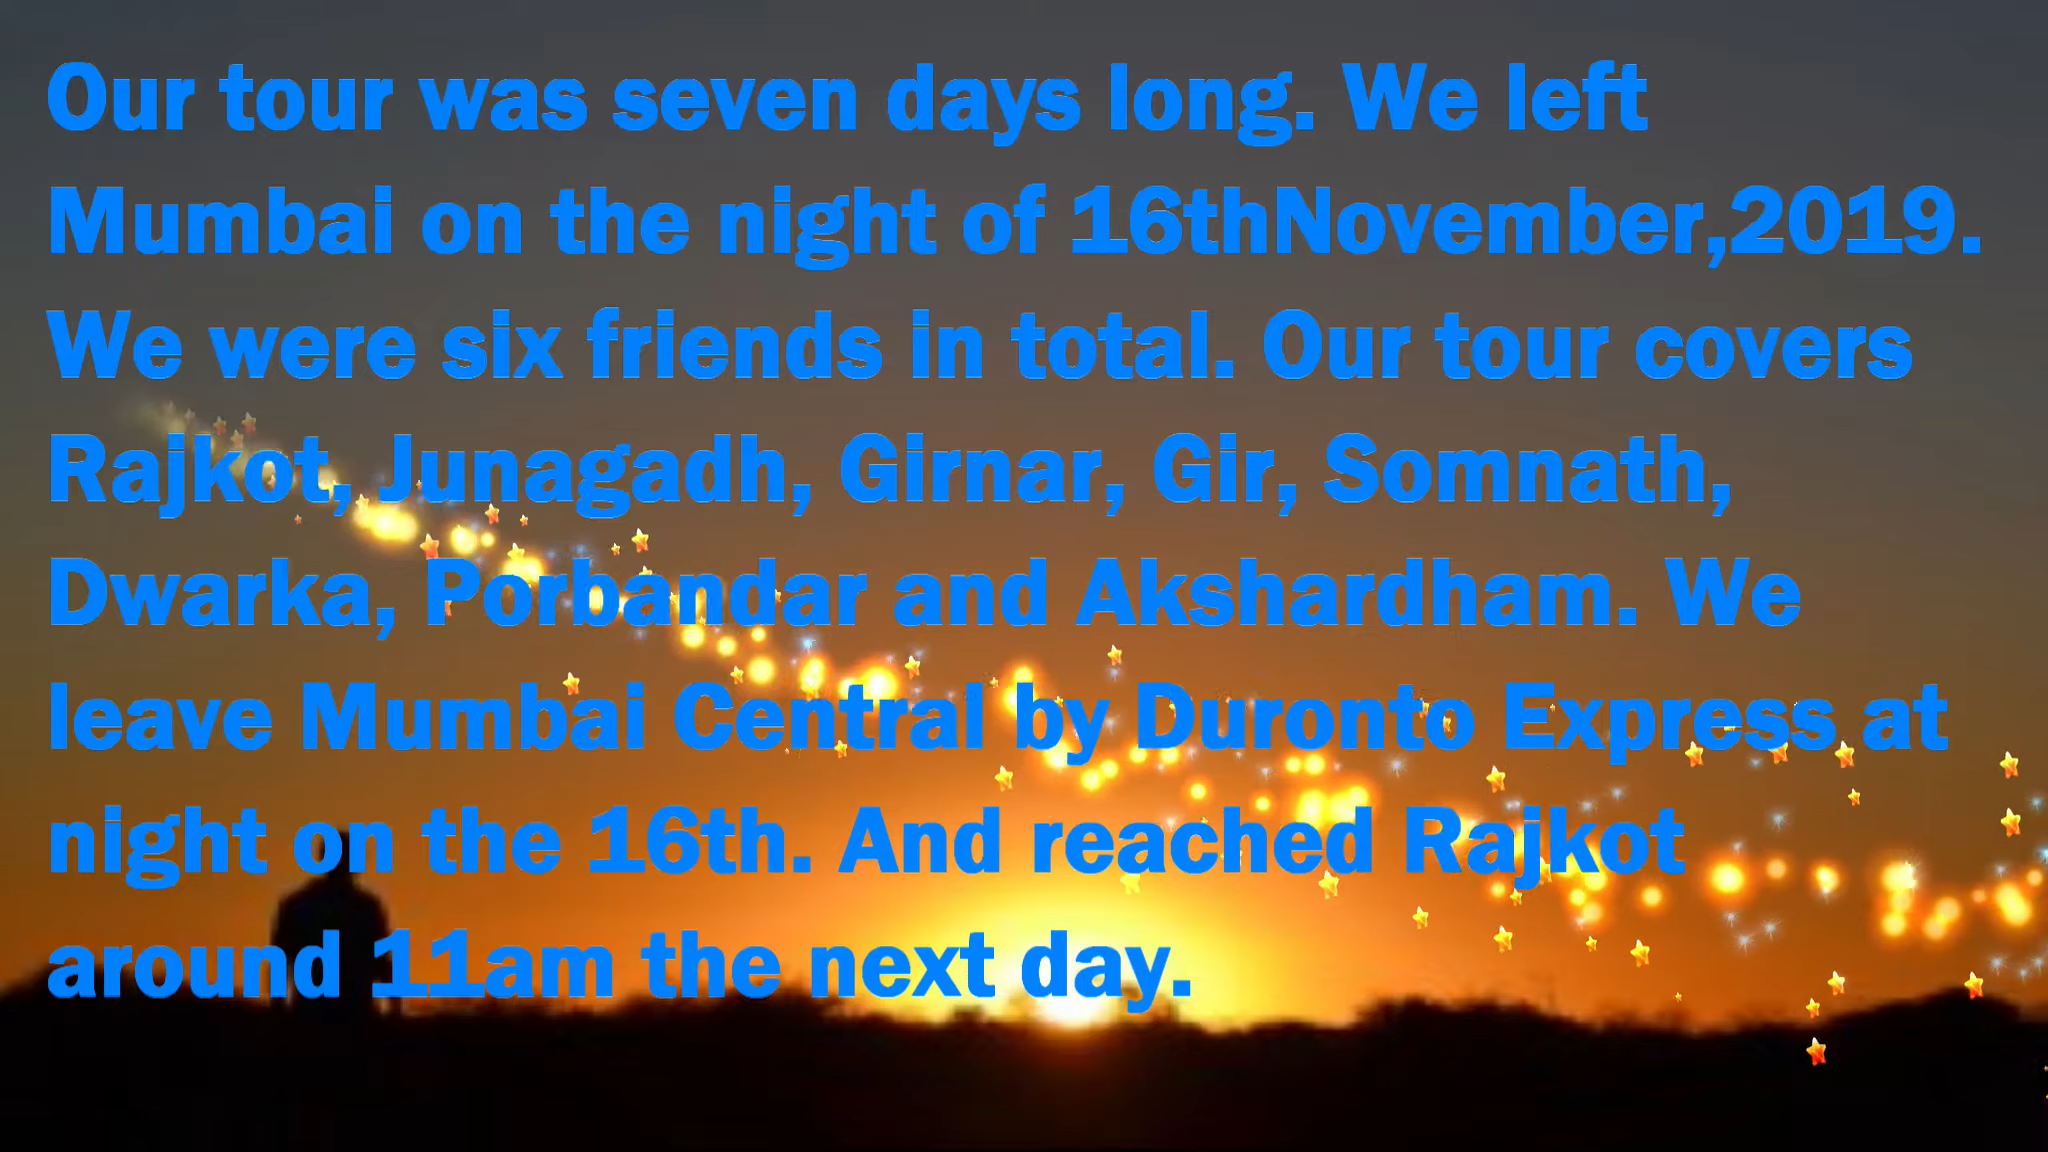 Our tour was seven days long. We left
Mumbai on the night of 16thNovember,2019.
We were six friends in total. Our tour covers
Rajkot, Junagadh, Girnar, Gir, Somnath,
Dwarka, Porbandar and Akshardham. We
leave Mumbai Central by Duronto Express at
night on the 16th. And reached Rajkot
around 11am the next day.